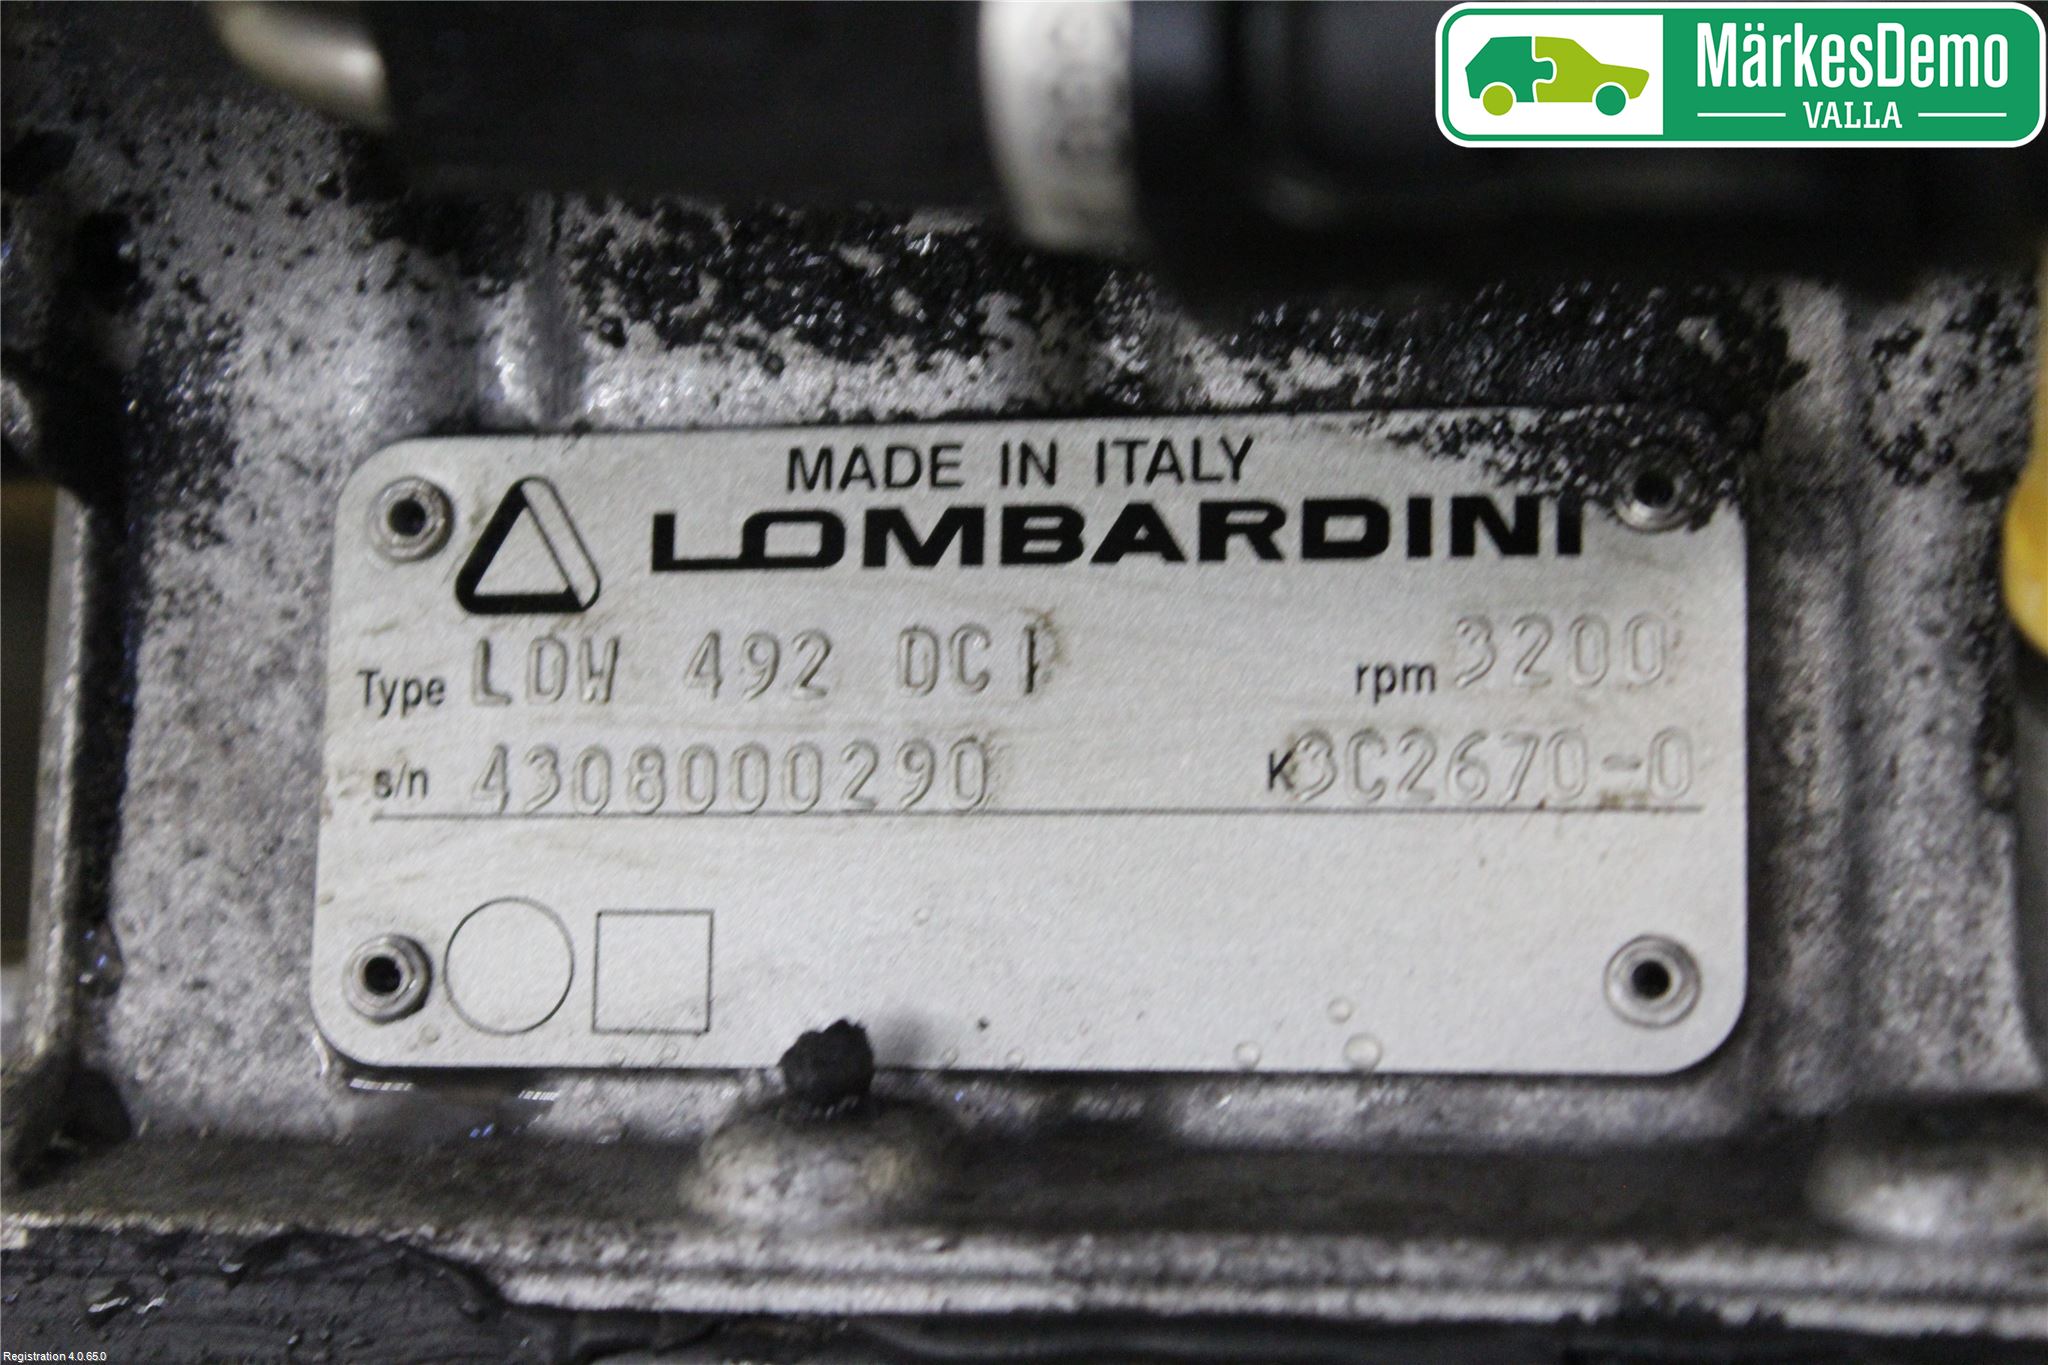 MärkesDemo
VALLA
MADE IN ITALY
LOMBARDINI
Type LDW 492 DCI rpm 3200
s/n 4308000290 K3C2670-0
Registration 4.0.65.0